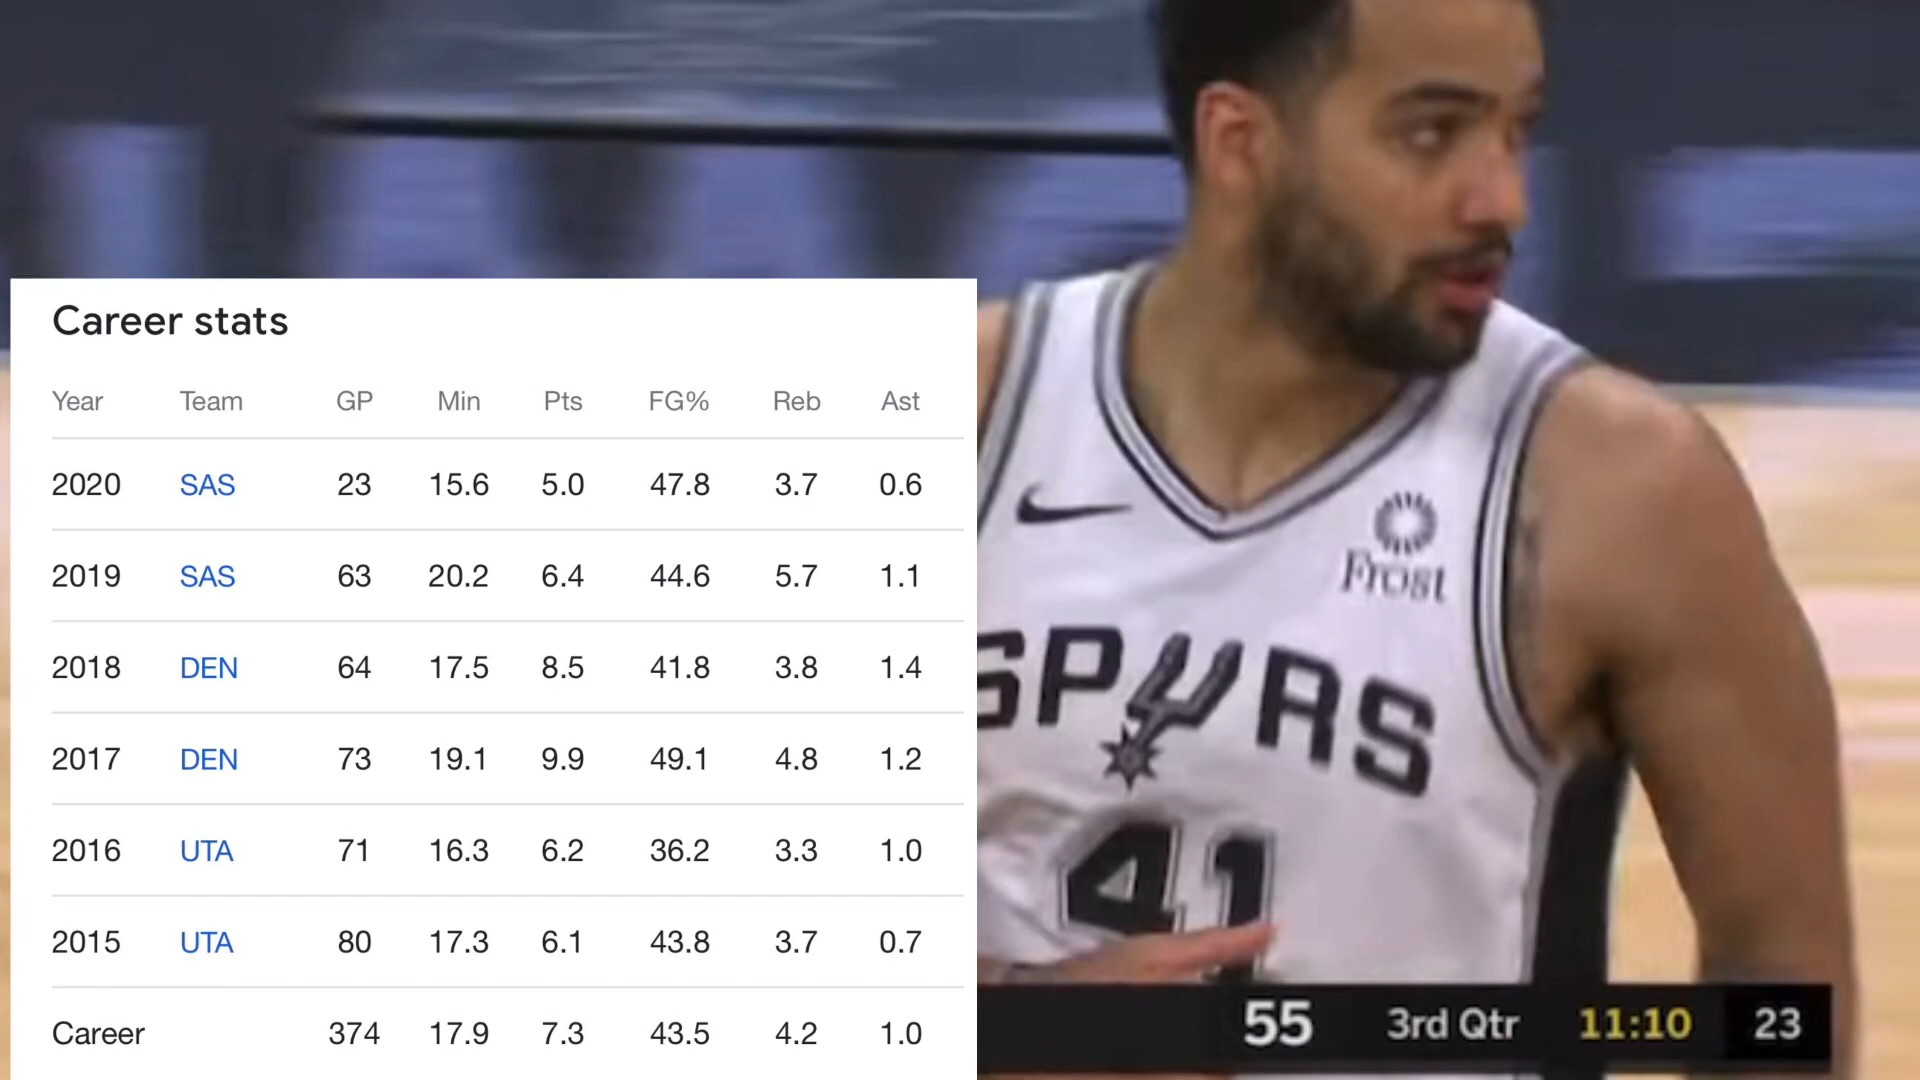 Career stats
Year Team GP Min Pts FG% Reb Ast
2020 SAS 23 15.6 5.0 47.8 3.7 0.6
2019 SAS 63 20.2 6.4 44.6 5.7 1.1
2018 DEN 64 17.5 8.5 41.8 3.8 1.4
2017 DEN 73 19.1 9.9 49.1 4.8 1.2
2016 UTA 71 16.3 6.2 36.2 3.3 1.0
2015 UTA 80 17.3 6.1 43.8 3.7 0.7
Career 374 17.9 7.3 43.5 4.2 1.0
Frost
SPURS
41
55 3rd Qtr 11:10 23